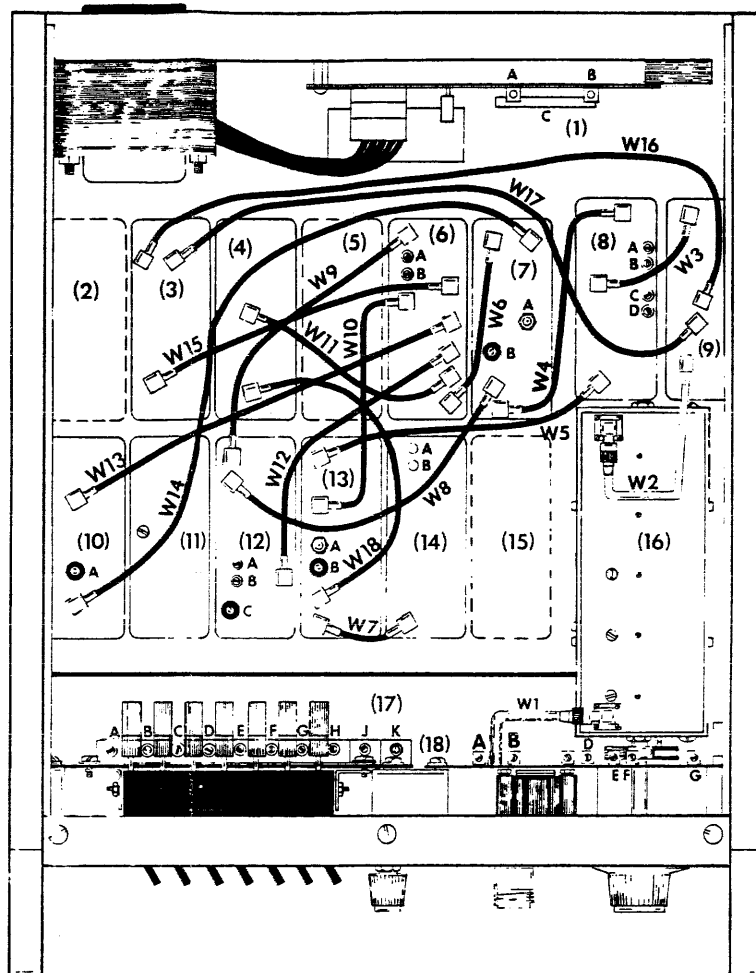 A B
C (1)
W16
W17
(2) (3) (4) (5) (6) (7) (8) (9)
A
B
A
B
A
B
C
D
W3
W9
W6
W10
W15
W11
W4
W5
W13
W14
W12
(13)
W8
A
B
W2
(10) (11) (12) (14) (15) (16)
A
A
B
C
A
B
W18
W7
(17)
W1
A B C D E F G H J K
(18)
A B D E F G